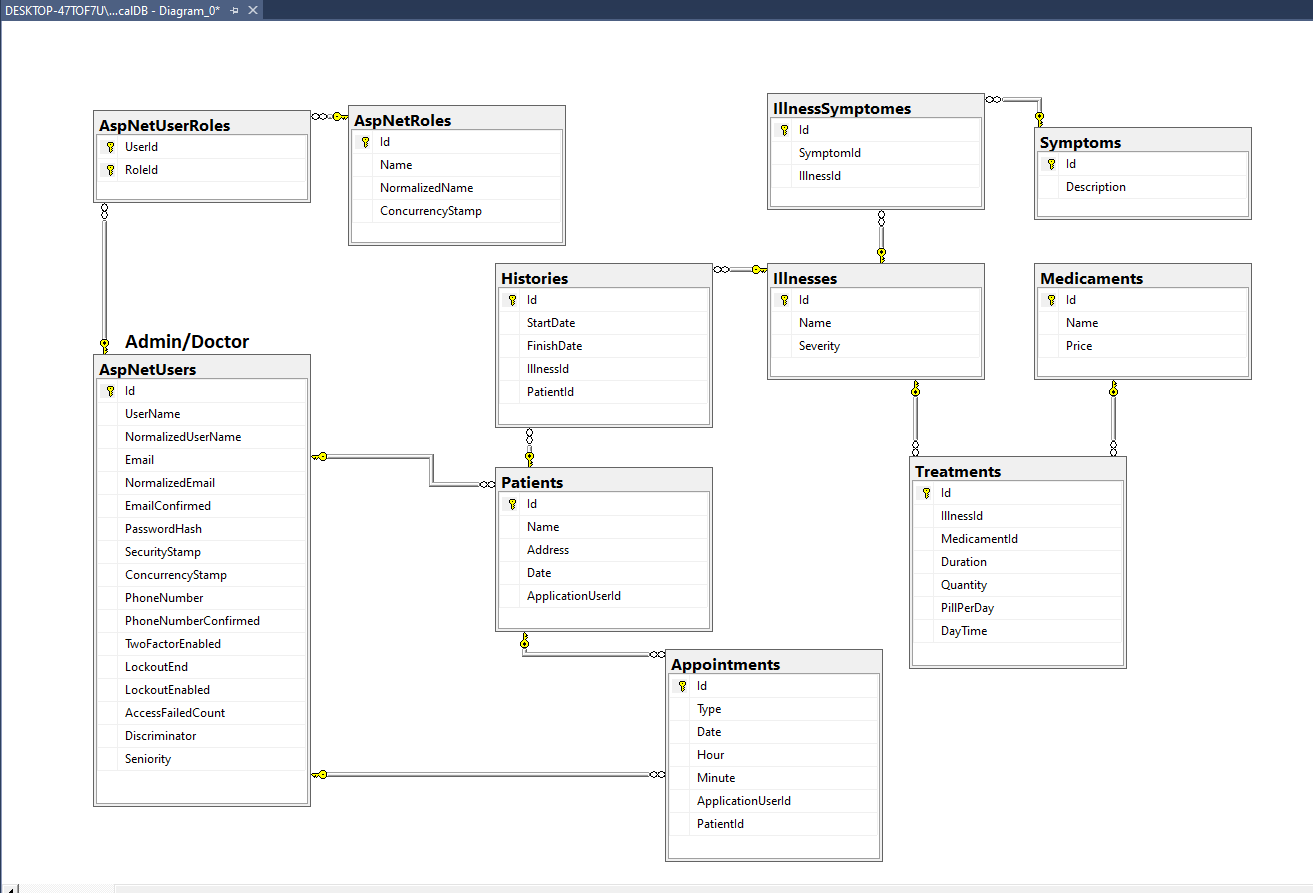 DESKTOP-47TOF7U\...calDB - Diagram_0*
AspNetUserRoles
UserId
RoleId
AspNetRoles
Id
Name
NormalizedName
ConcurrencyStamp
IllnessSymptomes
Id
SymptomId
IllnessId
Symptoms
Id
Description
Histories
Id
StartDate
FinishDate
IllnessId
PatientId
Illnesses
Id
Name
Severity
Medicaments
Id
Name
Price
Admin/Doctor
AspNetUsers
Id
UserName
NormalizedUserName
Email
NormalizedEmail
EmailConfirmed
PasswordHash
SecurityStamp
ConcurrencyStamp
PhoneNumber
PhoneNumberConfirmed
TwoFactorEnabled
LockoutEnd
LockoutEnabled
AccessFailedCount
Discriminator
Seniority
Patients
Id
Name
Address
Date
ApplicationUserId
Treatments
Id
IllnessId
MedicamentId
Duration
Quantity
PillPerDay
DayTime
Appointments
Id
Type
Date
Hour
Minute
ApplicationUserId
PatientId